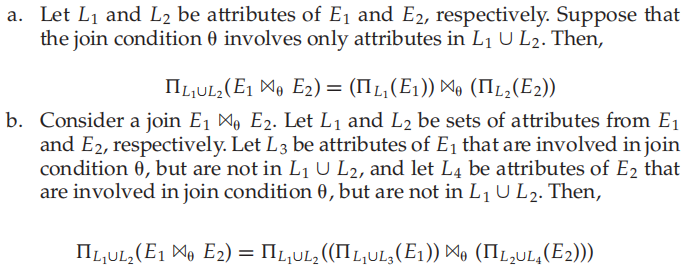 a. Let L₁ and L₂ be attributes of E₁ and E₂, respectively. Suppose that
the join condition θ involves only attributes in L₁ ∪ L₂. Then,
Π_{L₁∪L₂}(E₁ ⋈_θ E₂) = (Π_{L₁}(E₁)) ⋈_θ (Π_{L₂}(E₂))
b. Consider a join E₁ ⋈_θ E₂. Let L₁ and L₂ be sets of attributes from E₁
and E₂, respectively. Let L₃ be attributes of E₁ that are involved in join
condition θ, but are not in L₁ ∪ L₂, and let L₄ be attributes of E₂ that
are involved in join condition θ, but are not in L₁ ∪ L₂. Then,
Π_{L₁∪L₂}(E₁ ⋈_θ E₂) = Π_{L₁∪L₂}((Π_{L₁∪L₃}(E₁)) ⋈_θ (Π_{L₂∪L₄}(E₂)))